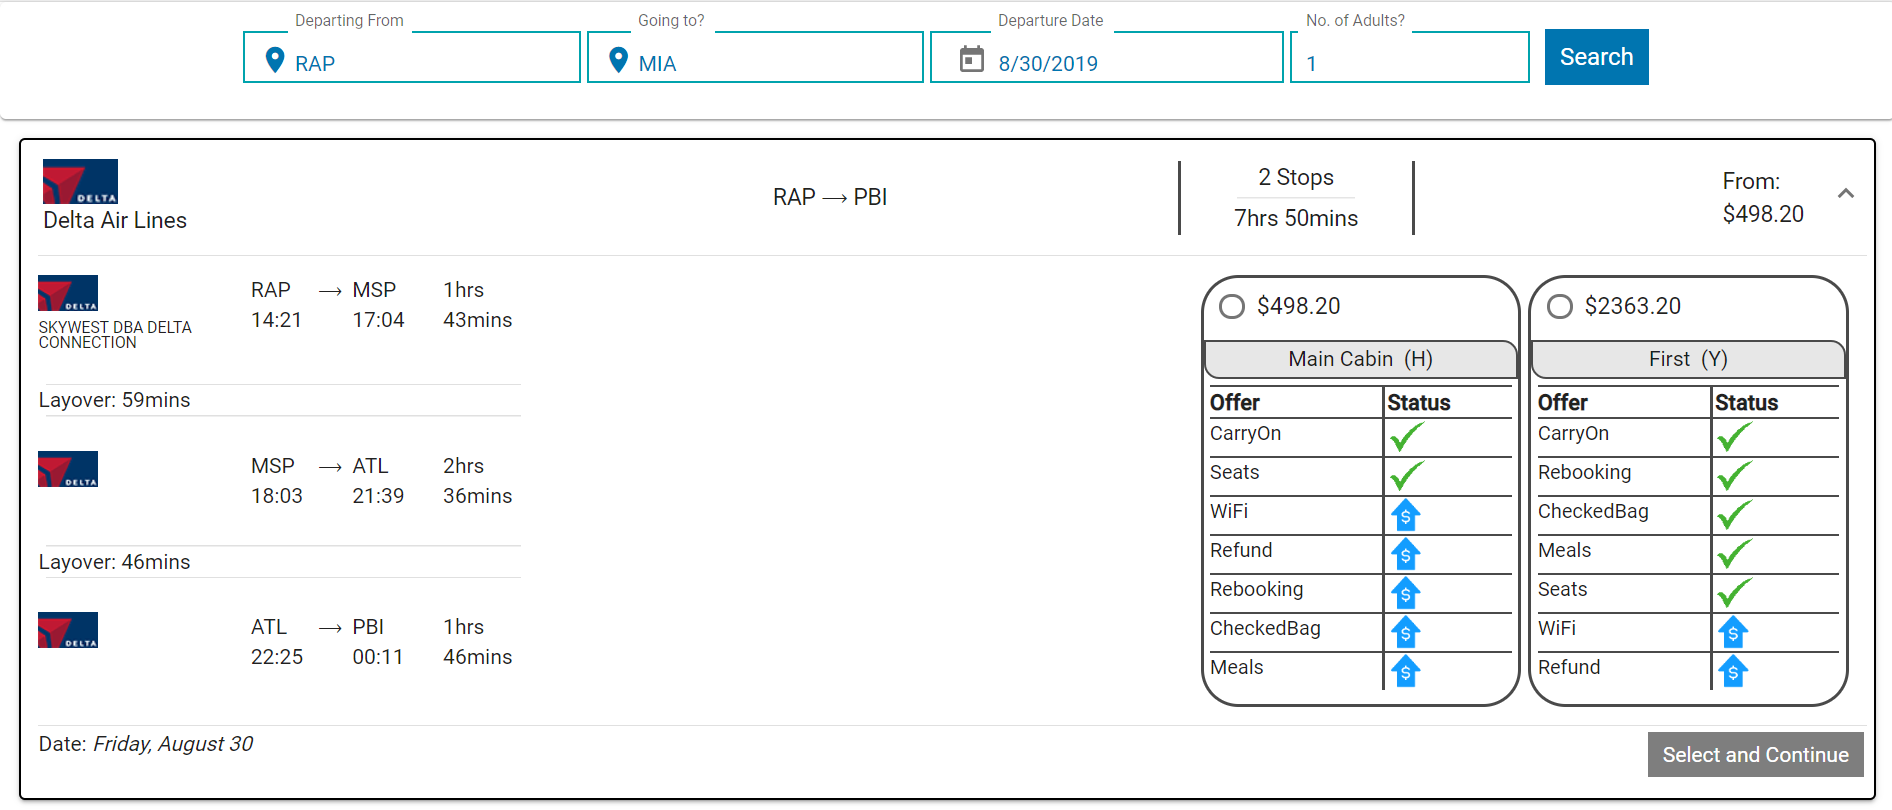 Departing From
Going to?
Departure Date
No. of Adults?
RAP
MIA
8/30/2019
1
Search
DELTA
Delta Air Lines
RAP → PBI
2 Stops
7hrs 50mins
From:
$498.20
DELTA
SKYWEST DBA DELTA
CONNECTION
RAP → MSP 1hrs
14:21 17:04 43mins
Layover: 59mins
DELTA
MSP → ATL 2hrs
18:03 21:39 36mins
Layover: 46mins
DELTA
ATL → PBI 1hrs
22:25 00:11 46mins
$498.20
Main Cabin (H)
Offer Status
CarryOn
Seats
WiFi $
Refund $
Rebooking $
CheckedBag $
Meals $
$2363.20
First (Y)
Offer Status
CarryOn
Rebooking
CheckedBag
Meals
Seats
WiFi $
Refund $
Date: Friday, August 30
Select and Continue